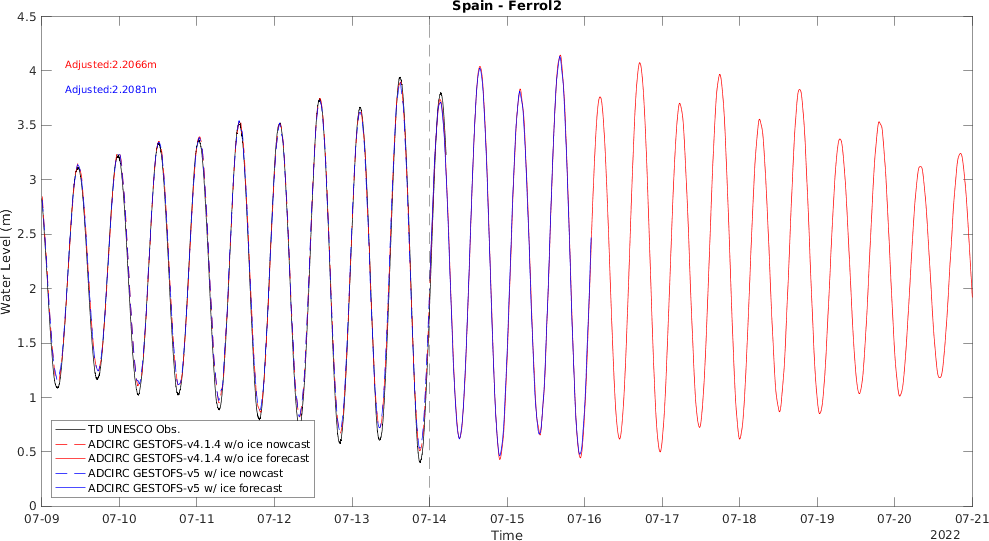 Spain - Ferrol2
4.5
4
3.5
3
2.5
2
1.5
1
0.5
0
Water Level (m)
Adjusted:2.2066m
Adjusted:2.2081m
TD UNESCO Obs.
ADCIRC GESTOFS-v4.1.4 w/o ice nowcast
ADCIRC GESTOFS-v4.1.4 w/o ice forecast
ADCIRC GESTOFS-v5 w/ ice nowcast
ADCIRC GESTOFS-v5 w/ ice forecast
07-09 07-10 07-11 07-12 07-13 07-14 07-15 07-16 07-17 07-18 07-19 07-20 07-21
Time
2022